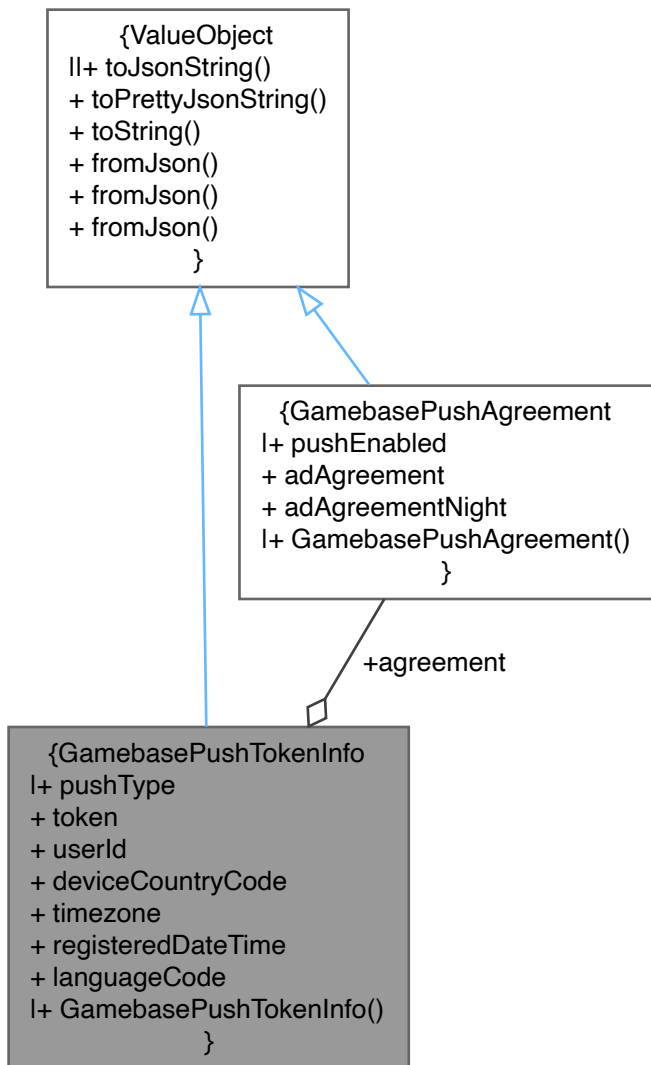 {ValueObject
||+ toJsonString()
+ toPrettyJsonString()
+ toString()
+ fromJson()
+ fromJson()
+ fromJson()
}
{GamebasePushAgreement
|+ pushEnabled
+ adAgreement
+ adAgreementNight
|+ GamebasePushAgreement()
}
+agreement
{GamebasePushTokenInfo
|+ pushType
+ token
+ userId
+ deviceCountryCode
+ timezone
+ registeredDateTime
+ languageCode
|+ GamebasePushTokenInfo()
}